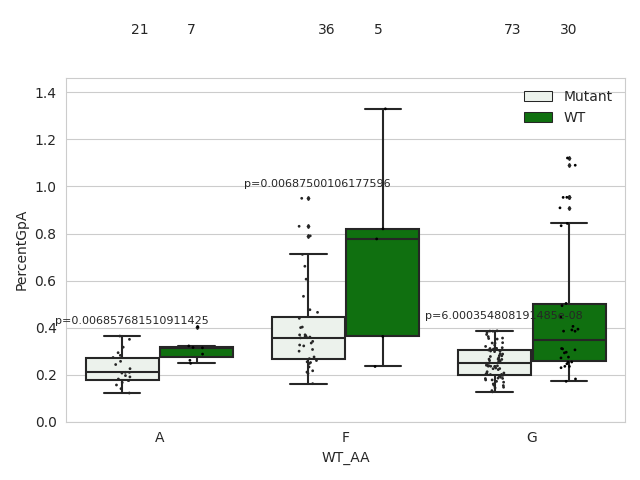 21 7 36 5 73 30
1.4
Mutant
WT
1.2
p=0.00687500106177596
1.0
0.8
PercentGpA
0.6
p=0.006857681510911425
p=6.000354808191485e-08
0.4
0.2
0.0
A F G
WT_AA